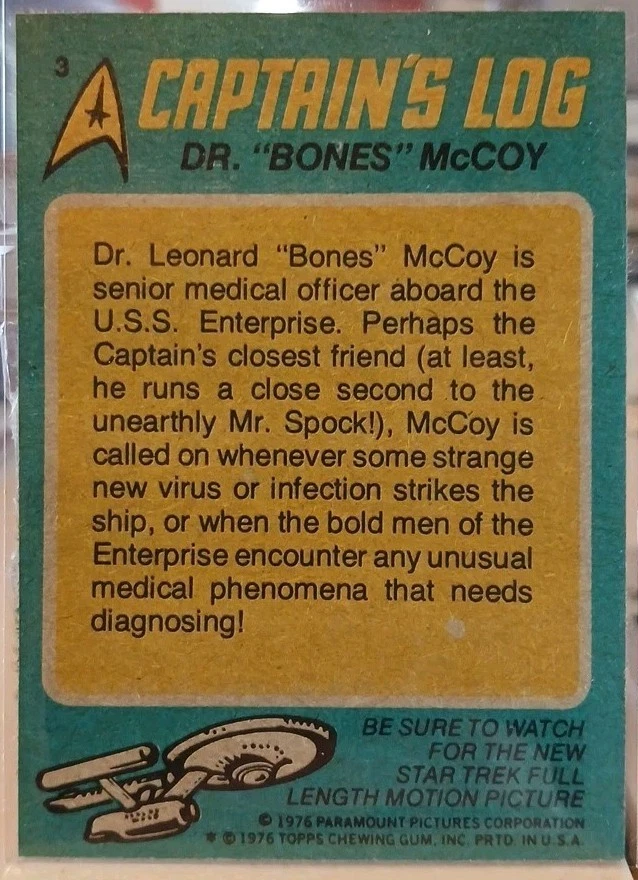 3
CAPTAIN'S LOG
DR. "BONES" McCOY
Dr. Leonard "Bones" McCoy is
senior medical officer aboard the
U.S.S. Enterprise. Perhaps the
Captain's closest friend (at least,
he runs a close second to the
unearthly Mr. Spock!), McCoy is
called on whenever some strange
new virus or infection strikes the
ship, or when the bold men of the
Enterprise encounter any unusual
medical phenomena that needs
diagnosing!
BE SURE TO WATCH
FOR THE NEW
STAR TREK FULL
LENGTH MOTION PICTURE
© 1976 PARAMOUNT PICTURES CORPORATION
* © 1976 TOPPS CHEWING GUM, INC. PRTD. IN U.S.A.